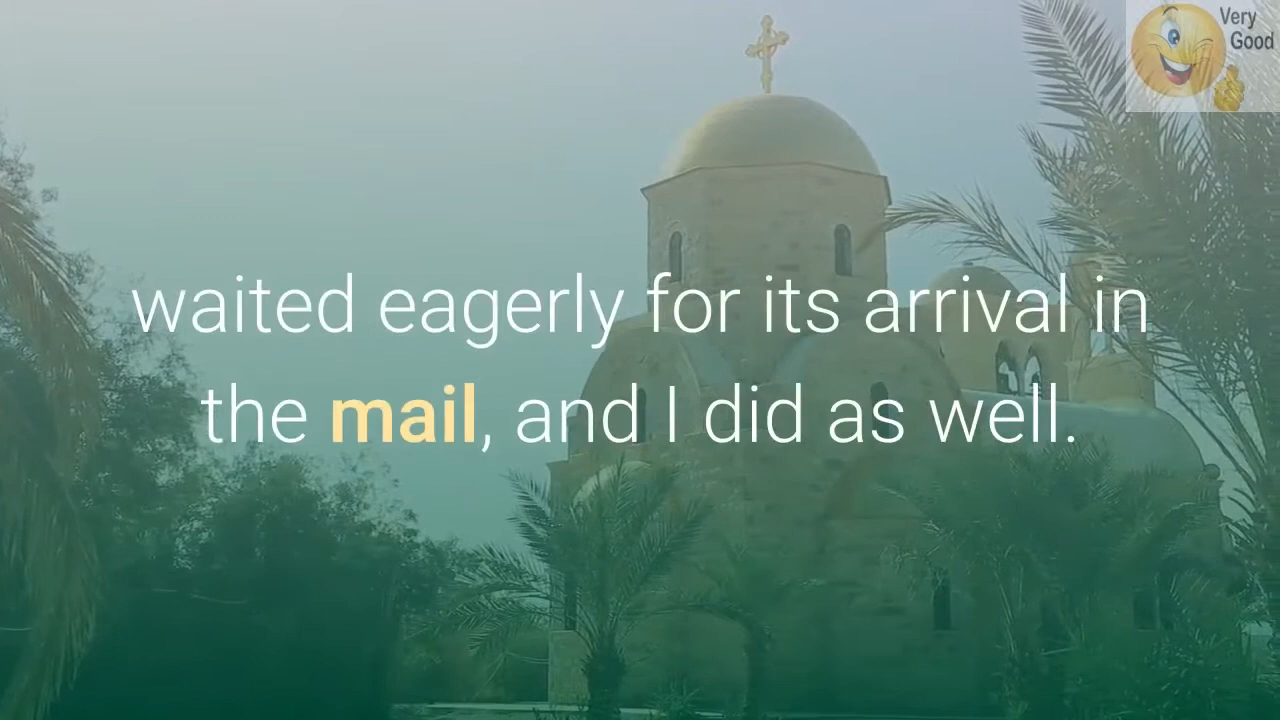 Very
Good
waited eagerly for its arrival in
the mail, and I did as well.